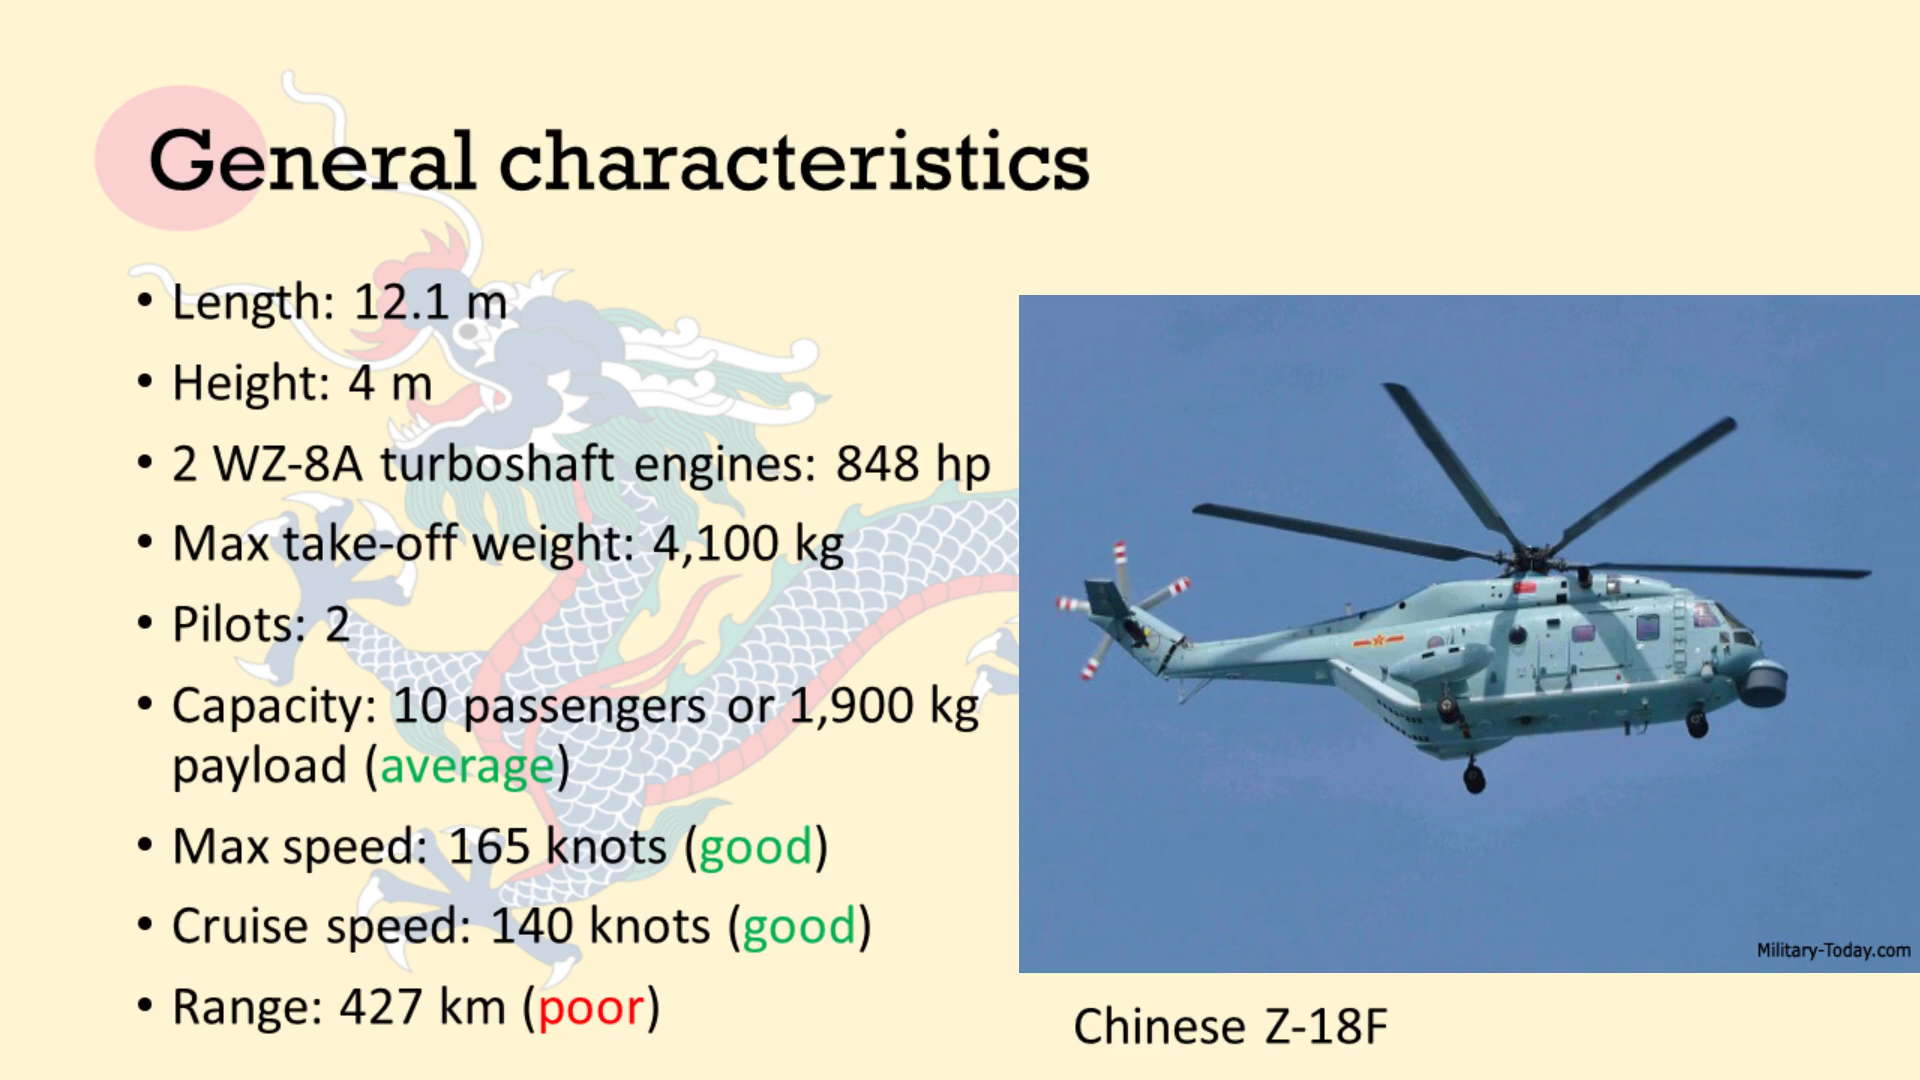 General characteristics
• Length: 12.1 m
• Height: 4 m
• 2 WZ-8A turboshaft engines: 848 hp
• Max take-off weight: 4,100 kg
• Pilots: 2
• Capacity: 10 passengers or 1,900 kg
payload (average)
• Max speed: 165 knots (good)
• Cruise speed: 140 knots (good)
• Range: 427 km (poor)
Military-Today.com
Chinese Z-18F